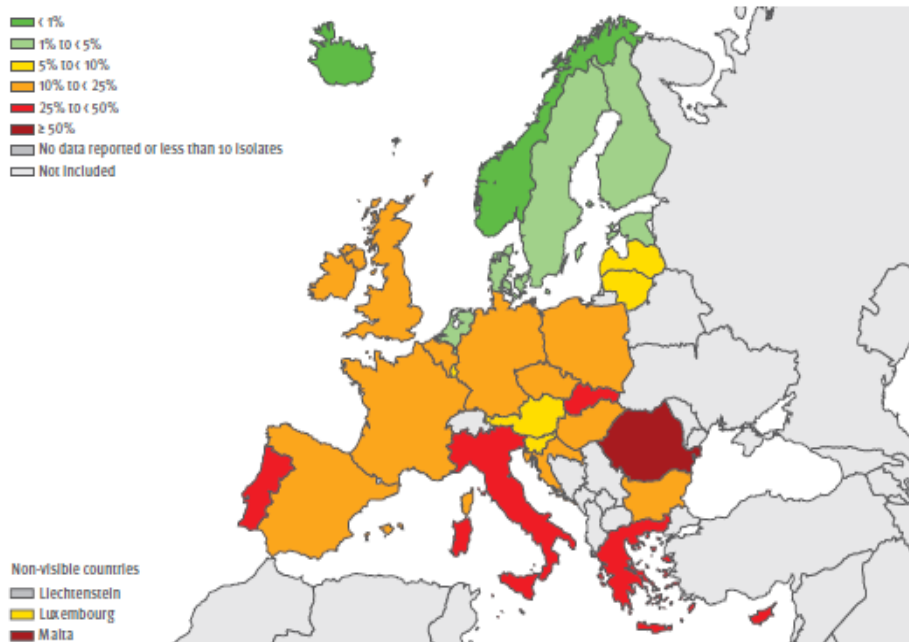 < 1%
1% to < 5%
5% to < 10%
10% to < 25%
25% to < 50%
≥ 50%
No data reported or less than 10 isolates
Not included
Non-visible countries
Liechtenstein
Luxembourg
Malta